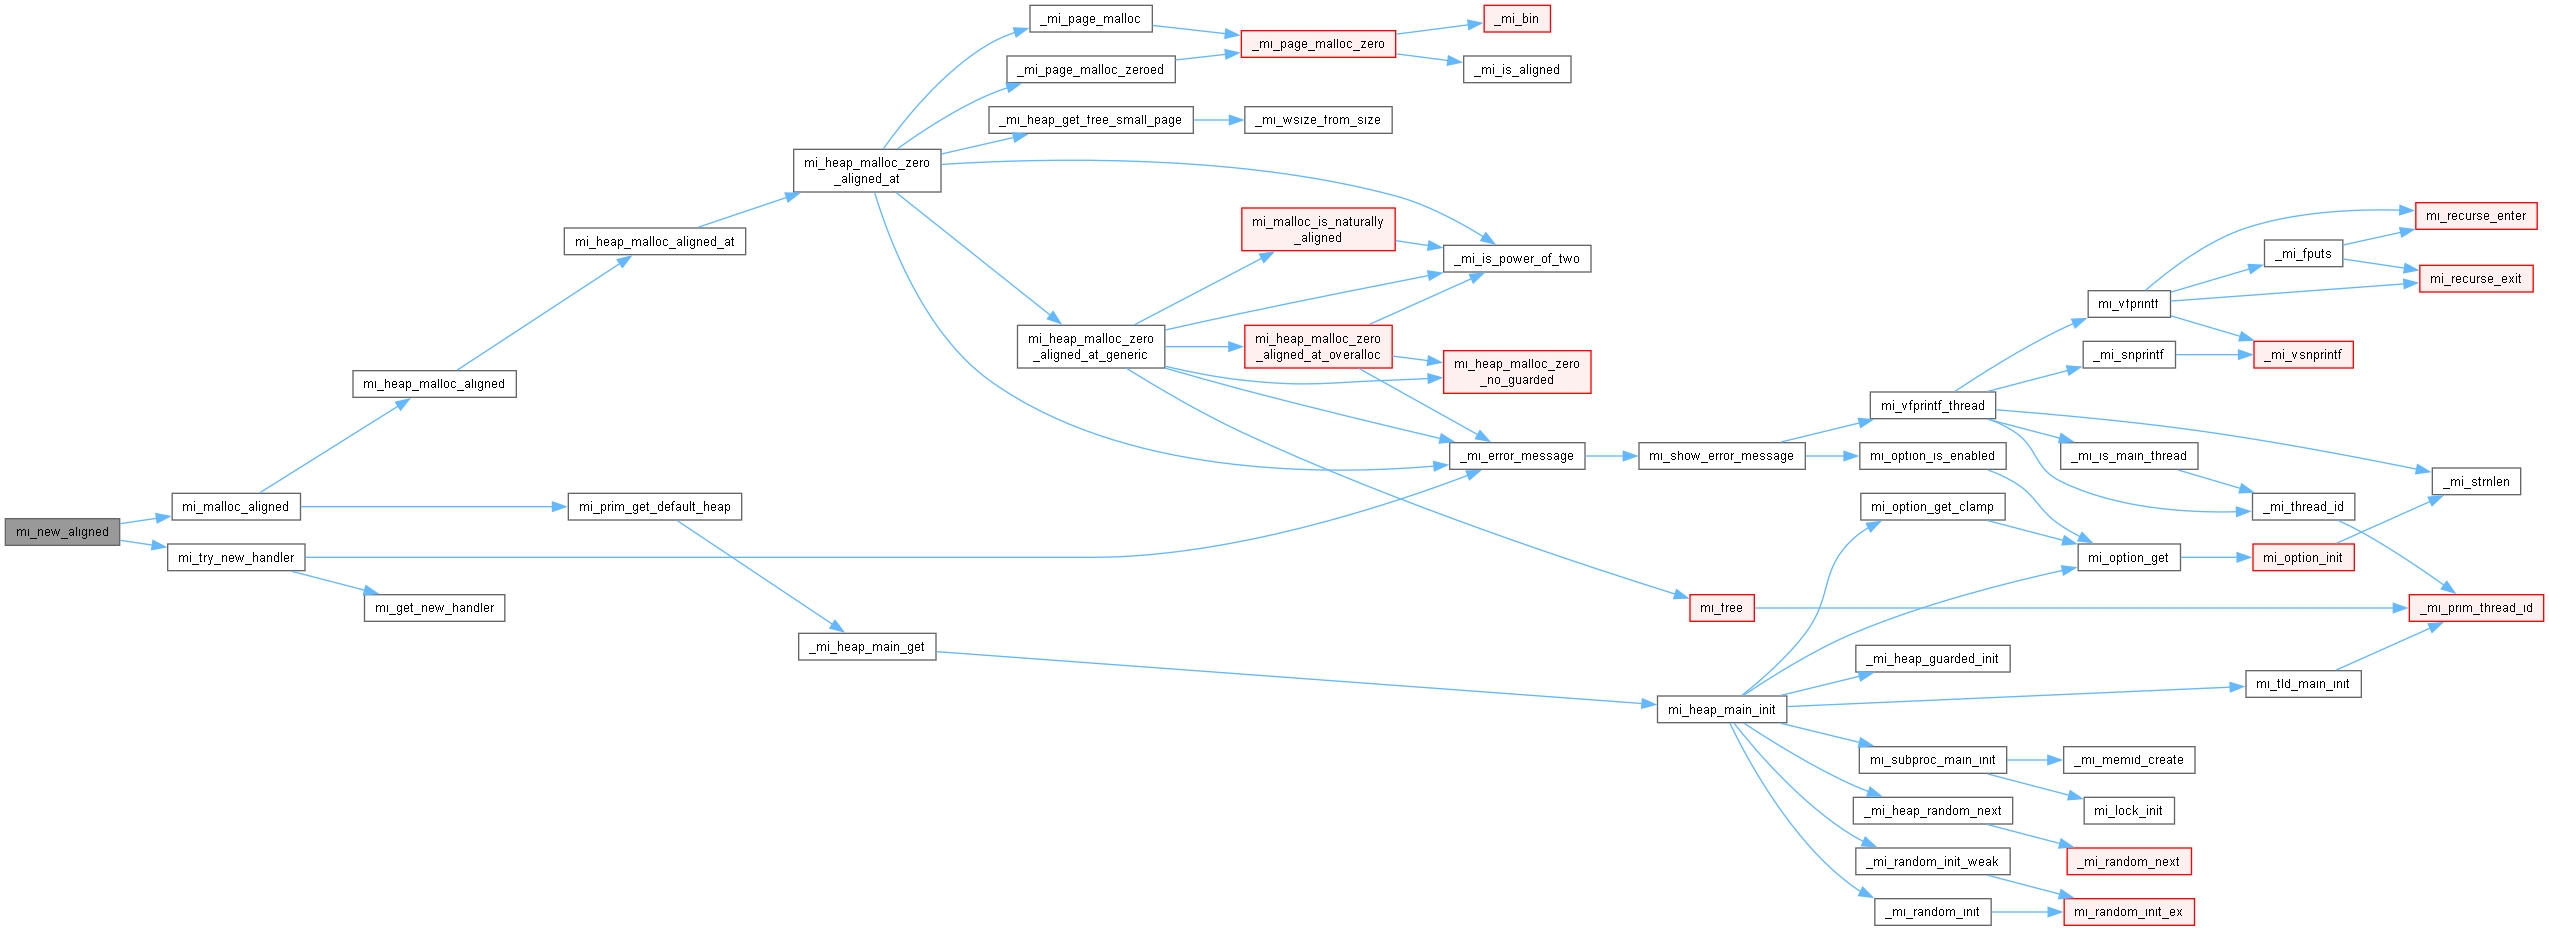 mi_new_aligned
mi_malloc_aligned
mi_try_new_handler
mi_heap_malloc_aligned
mi_get_new_handler
mi_heap_malloc_aligned_at
mi_prim_get_default_heap
mi_heap_malloc_zero
_aligned_at
_mi_heap_main_get
_mi_page_malloc
_mi_page_malloc_zeroed
_mi_heap_get_free_small_page
mi_heap_malloc_zero
_aligned_at_generic
_mi_page_malloc_zero
_mi_wsize_from_size
mi_malloc_is_naturally
_aligned
mi_heap_malloc_zero
_aligned_at_overalloc
_mi_bin
_mi_is_aligned
_mi_is_power_of_two
mi_heap_malloc_zero
_no_guarded
_mi_error_message
mi_show_error_message
mi_free
mi_heap_main_init
mi_vfprintf_thread
mi_option_is_enabled
mi_option_get_clamp
_mi_heap_guarded_init
mi_subproc_main_init
_mi_heap_random_next
_mi_random_init_weak
_mi_random_init
mi_vfprintf
_mi_snprintf
_mi_is_main_thread
mi_option_get
_mi_memid_create
mi_lock_init
_mi_random_next
mi_random_init_ex
_mi_fputs
_mi_vsnprintf
_mi_thread_id
mi_option_init
mi_tld_main_init
mi_recurse_enter
mi_recurse_exit
_mi_strnlen
_mi_prim_thread_id